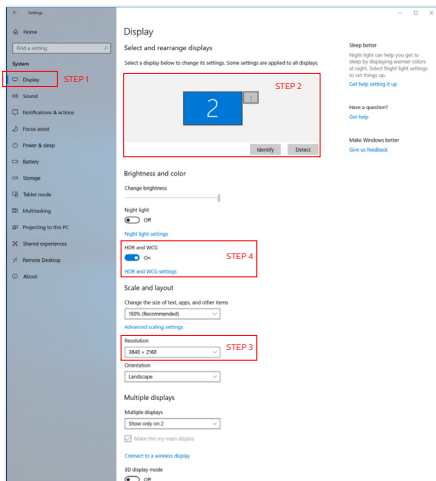 Settings
Home
Find a setting
System
Display
STEP 1
Sound
Notifications & actions
Focus assist
Power & sleep
Battery
Storage
Tablet mode
Multitasking
Projecting to this PC
Shared experiences
Remote Desktop
About
Display
Select and rearrange displays
Select a display below to change its settings. Some settings are applied to all displays.
STEP 2
2
1
Identify
Detect
Brightness and color
Change brightness
Night light
Off
Night light settings
HDR and WCG
On
STEP 4
HDR and WCG settings
Scale and layout
Change the size of text, apps, and other items
150% (Recommended)
Advanced scaling settings
Resolution
STEP 3
3840 × 2160
Orientation
Landscape
Multiple displays
Multiple displays
Show only on 2
Make this my main display
Connect to a wireless display
3D display mode
Off
Sleep better
Night light can help you get to
sleep by displaying warmer colors
at night. Select Night light settings
to set things up.
Get help setting it up
Have a question?
Get help
Make Windows better
Give us feedback